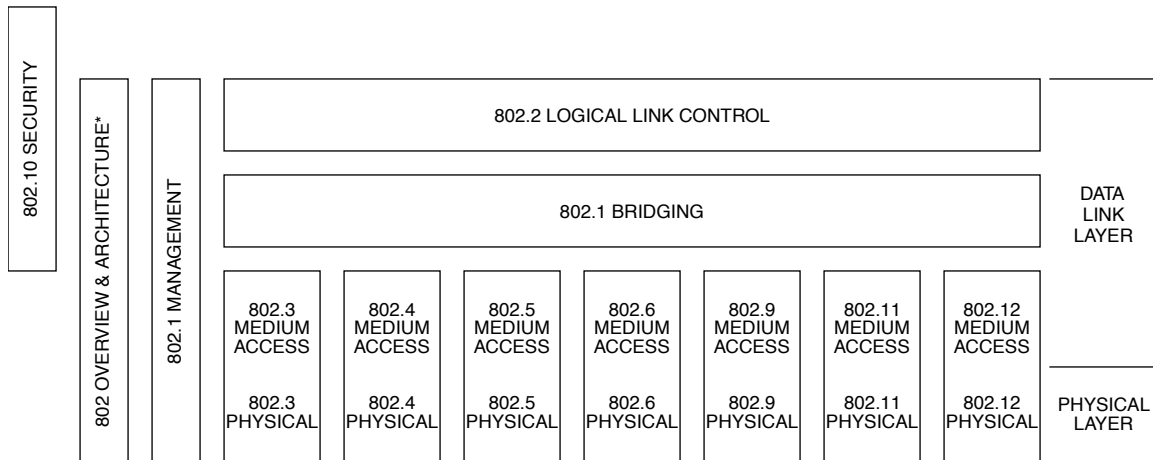 802.10 SECURITY
802 OVERVIEW & ARCHITECTURE*
802.1 MANAGEMENT
802.2 LOGICAL LINK CONTROL
802.1 BRIDGING
802.3
MEDIUM
ACCESS
802.3
PHYSICAL
802.4
MEDIUM
ACCESS
802.4
PHYSICAL
802.5
MEDIUM
ACCESS
802.5
PHYSICAL
802.6
MEDIUM
ACCESS
802.6
PHYSICAL
802.9
MEDIUM
ACCESS
802.9
PHYSICAL
802.11
MEDIUM
ACCESS
802.11
PHYSICAL
802.12
MEDIUM
ACCESS
802.12
PHYSICAL
DATA
LINK
LAYER
PHYSICAL
LAYER